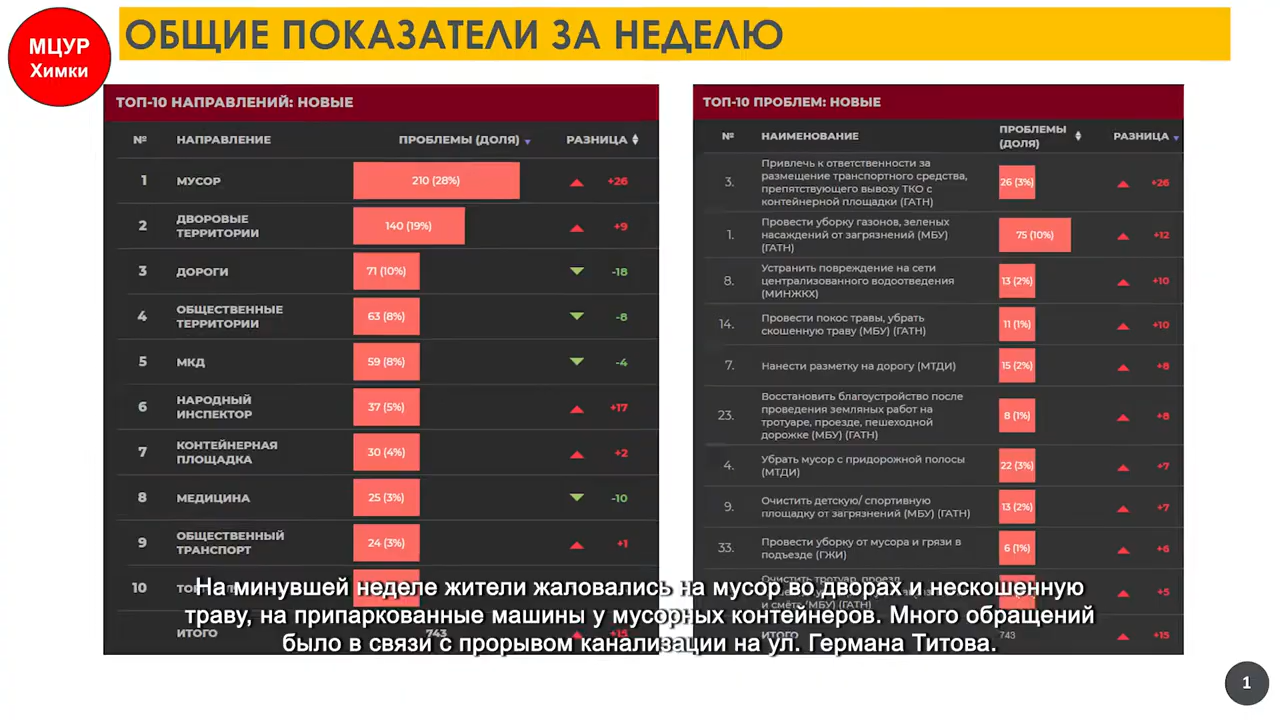 МЦУР
Химки
ОБЩИЕ ПОКАЗАТЕЛИ ЗА НЕДЕЛЮ
ТОП-10 НАПРАВЛЕНИЙ: НОВЫЕ
№ НАПРАВЛЕНИЕ ПРОБЛЕМЫ (ДОЛЯ) РАЗНИЦА
1 МУСОР 210 (28%) +26
2 ДВОРОВЫЕ
ТЕРРИТОРИИ 140 (19%) +9
3 ДОРОГИ 71 (10%) -18
4 ОБЩЕСТВЕННЫЕ
ТЕРРИТОРИИ 63 (8%) -8
5 МКД 59 (8%) -4
6 НАРОДНЫЙ
ИНСПЕКТОР 37 (5%) +17
7 КОНТЕЙНЕРНАЯ
ПЛОЩАДКА 30 (4%) +2
8 МЕДИЦИНА 25 (3%) -10
9 ОБЩЕСТВЕННЫЙ
ТРАНСПОРТ 24 (3%) +1
10
ИТОГО 743 +15
ТОП-10 ПРОБЛЕМ: НОВЫЕ
№ НАИМЕНОВАНИЕ ПРОБЛЕМЫ
(ДОЛЯ) РАЗНИЦА
Привлечь к ответственности за
размещение транспортного средства,
3. препятствующего вывозу ТКО с 26 (3%) +26
контейнерной площадки (ГАТН)
Провести уборку газонов, зеленых
1. насаждений от загрязнений (МБУ) 75 (10%) +12
(ГАТН)
Устранить повреждение на сети
8. централизованного водоотведения 13 (2%) +10
(МИНЖКХ)
14. Провести покос травы, убрать 11 (1%) +10
скошенную траву (МБУ) (ГАТН)
7. Нанести разметку на дорогу (МТДИ) 15 (2%) +8
Восстановить благоустройство после
проведения земляных работ на
23. тротуаре, проезде, пешеходной 8 (1%) +8
дорожке (МБУ) (ГАТН)
4. Убрать мусор с придорожной полосы 22 (3%) +7
(МТДИ)
9. Очистить детскую/ спортивную 13 (2%) +7
площадку от загрязнений (МБУ) (ГАТН)
33. Провести уборку от мусора и грязи в 6 (1%) +6
подъезде (ГЖИ)
Очистить тротуар, проезд
+5
и смёта (МБУ) (ГАТН)
ИТОГО 743 +15
На минувшей неделе жители жаловались на мусор во дворах и нескошенную
траву, на припаркованные машины у мусорных контейнеров. Много обращений
было в связи с прорывом канализации на ул. Германа Титова.
1